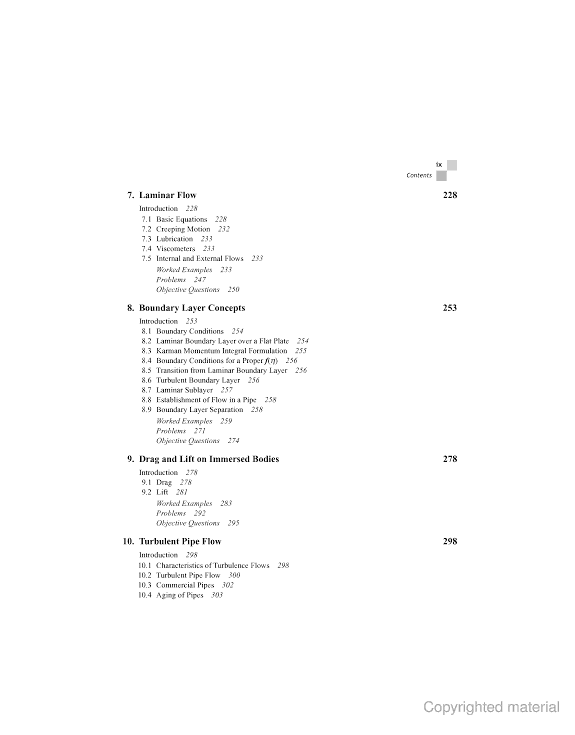 ix
Contents
7. Laminar Flow 228
Introduction 228
7.1 Basic Equations 228
7.2 Creeping Motion 232
7.3 Lubrication 233
7.4 Viscometers 233
7.5 Internal and External Flows 233
Worked Examples 233
Problems 247
Objective Questions 250
8. Boundary Layer Concepts 253
Introduction 253
8.1 Boundary Conditions 254
8.2 Laminar Boundary Layer over a Flat Plate 254
8.3 Karman Momentum Integral Formulation 255
8.4 Boundary Conditions for a Proper f(η) 256
8.5 Transition from Laminar Boundary Layer 256
8.6 Turbulent Boundary Layer 256
8.7 Laminar Sublayer 257
8.8 Establishment of Flow in a Pipe 258
8.9 Boundary Layer Separation 258
Worked Examples 259
Problems 271
Objective Questions 274
9. Drag and Lift on Immersed Bodies 278
Introduction 278
9.1 Drag 278
9.2 Lift 281
Worked Examples 283
Problems 292
Objective Questions 295
10. Turbulent Pipe Flow 298
Introduction 298
10.1 Characteristics of Turbulence Flows 298
10.2 Turbulent Pipe Flow 300
10.3 Commercial Pipes 302
10.4 Aging of Pipes 303
Copyrighted material